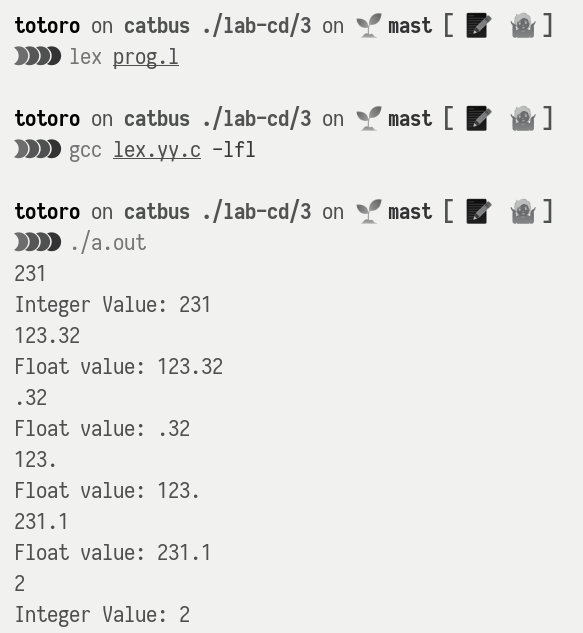 totoro on catbus ./lab-cd/3 on 🌱 mast [ 📝 🤷 ]
lex prog.l
totoro on catbus ./lab-cd/3 on 🌱 mast [ 📝 🤷 ]
gcc lex.yy.c -lfl
totoro on catbus ./lab-cd/3 on 🌱 mast [ 📝 🤷 ]
./a.out
231
Integer Value: 231
123.32
Float value: 123.32
.32
Float value: .32
123.
Float value: 123.
231.1
Float value: 231.1
2
Integer Value: 2